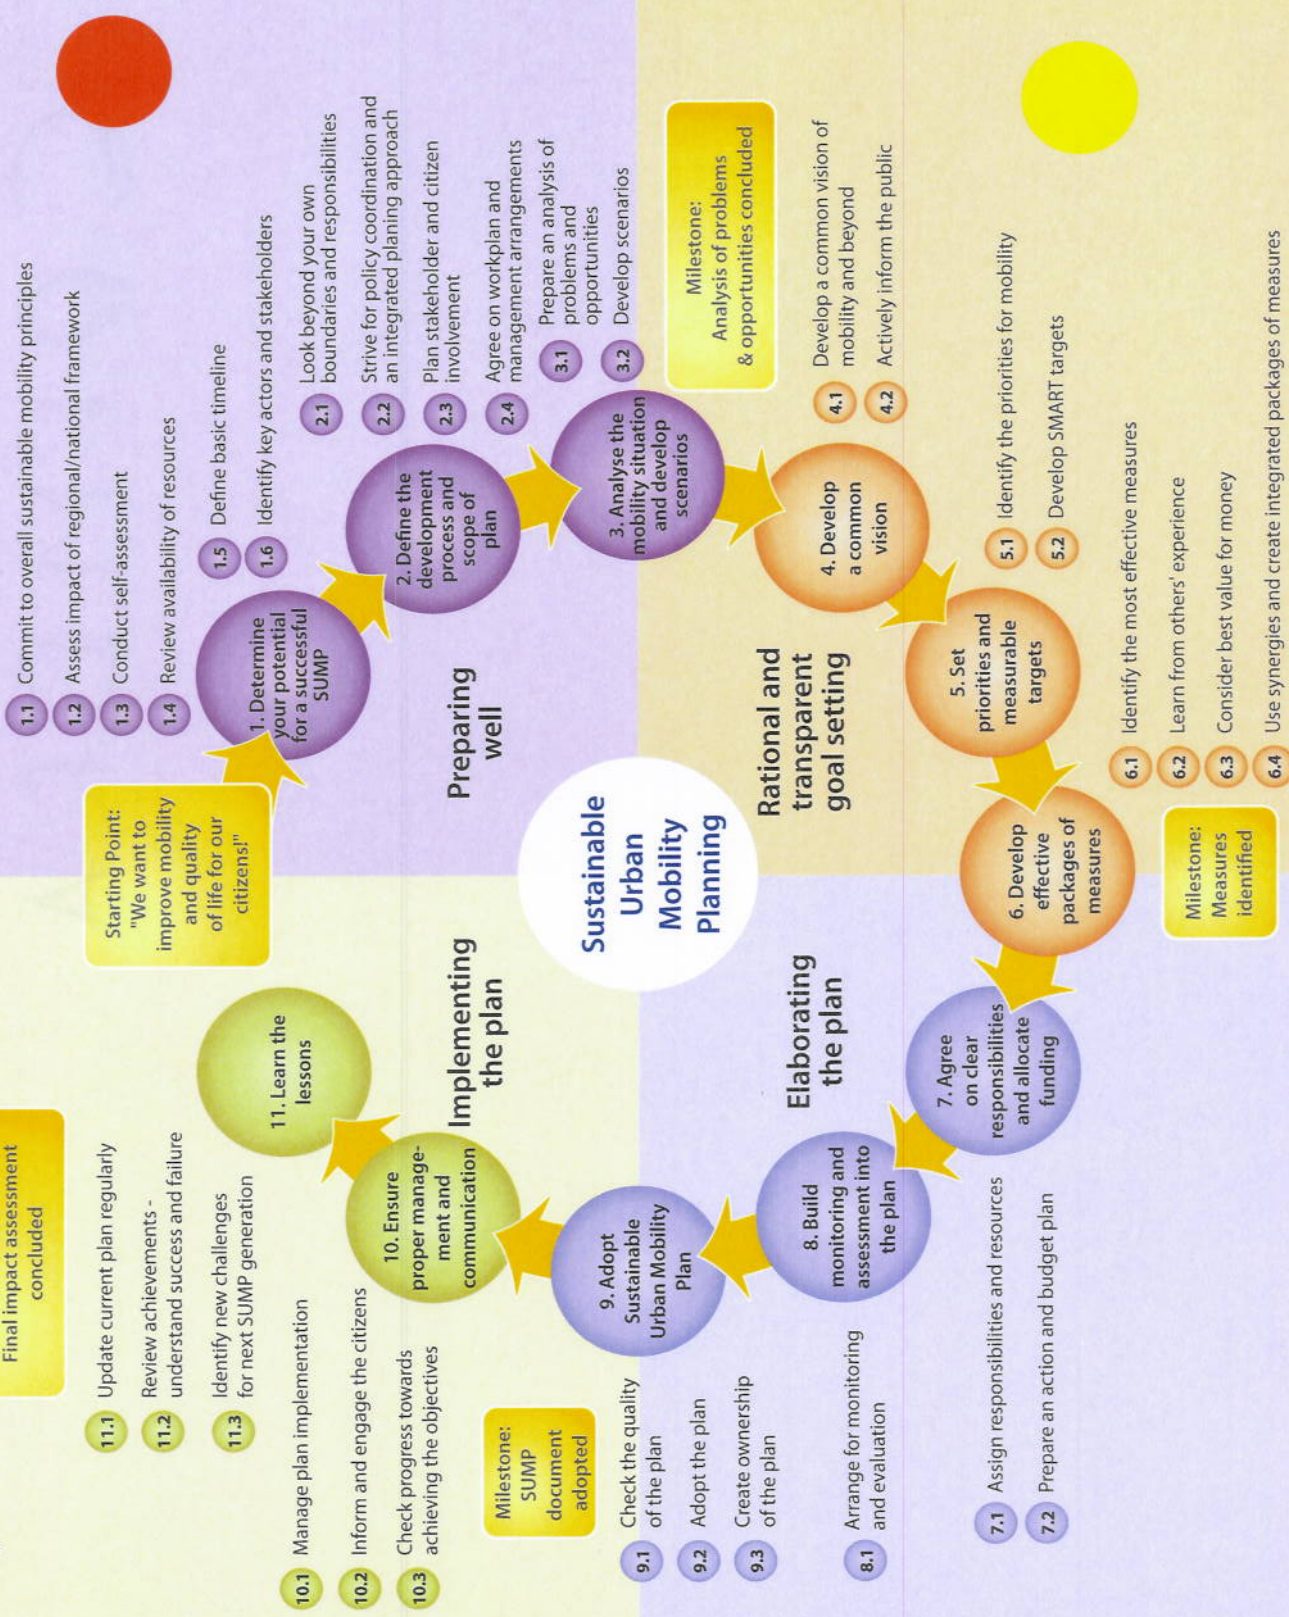 Starting Point:
"We want to
improve mobility
and quality
of life for our
citizens!"
1.1 Commit to overall sustainable mobility principles
1.2 Assess impact of regional/national framework
1.3 Conduct self-assessment
1.4 Review availability of resources
1.5 Define basic timeline
1.6 Identify key actors and stakeholders
1. Determine
your potential
for a successful
SUMP
2.1 Look beyond your own
boundaries and responsibilities
2.2 Strive for policy coordination and
an integrated planing approach
2.3 Plan stakeholder and citizen
involvement
2.4 Agree on workplan and
management arrangements
2. Define the
development
process and
scope of
plan
3.1 Prepare an analysis of
problems and
opportunities
3.2 Develop scenarios
3. Analyse the
mobility situation
and develop
scenarios
Preparing
well
Milestone:
Analysis of problems
& opportunities concluded
4.1 Develop a common vision of
mobility and beyond
4.2 Actively inform the public
4. Develop
a common
vision
5.1 Identify the priorities for mobility
5.2 Develop SMART targets
5. Set
priorities and
measurable
targets
6.1 Identify the most effective measures
6.2 Learn from others' experience
6.3 Consider best value for money
6.4 Use synergies and create integrated packages of measures
6. Develop
effective
packages of
measures
Rational and
transparent
goal setting
Milestone:
Measures
identified
Sustainable
Urban
Mobility
Planning
7. Agree
on clear
responsibilities
and allocate
funding
7.1 Assign responsibilities and resources
7.2 Prepare an action and budget plan
8. Build
monitoring and
assessment into
the plan
8.1 Arrange for monitoring
and evaluation
9. Adopt
Sustainable
Urban Mobility
Plan
9.1 Check the quality
of the plan
9.2 Adopt the plan
9.3 Create ownership
of the plan
Elaborating
the plan
Milestone:
SUMP
document
adopted
10. Ensure
proper manage-
ment and
communication
10.1 Manage plan implementation
10.2 Inform and engage the citizens
10.3 Check progress towards
achieving the objectives
11. Learn the
lessons
11.1 Update current plan regularly
11.2 Review achievements -
understand success and failure
11.3 Identify new challenges
for next SUMP generation
Implementing
the plan
Final impact assessment
concluded